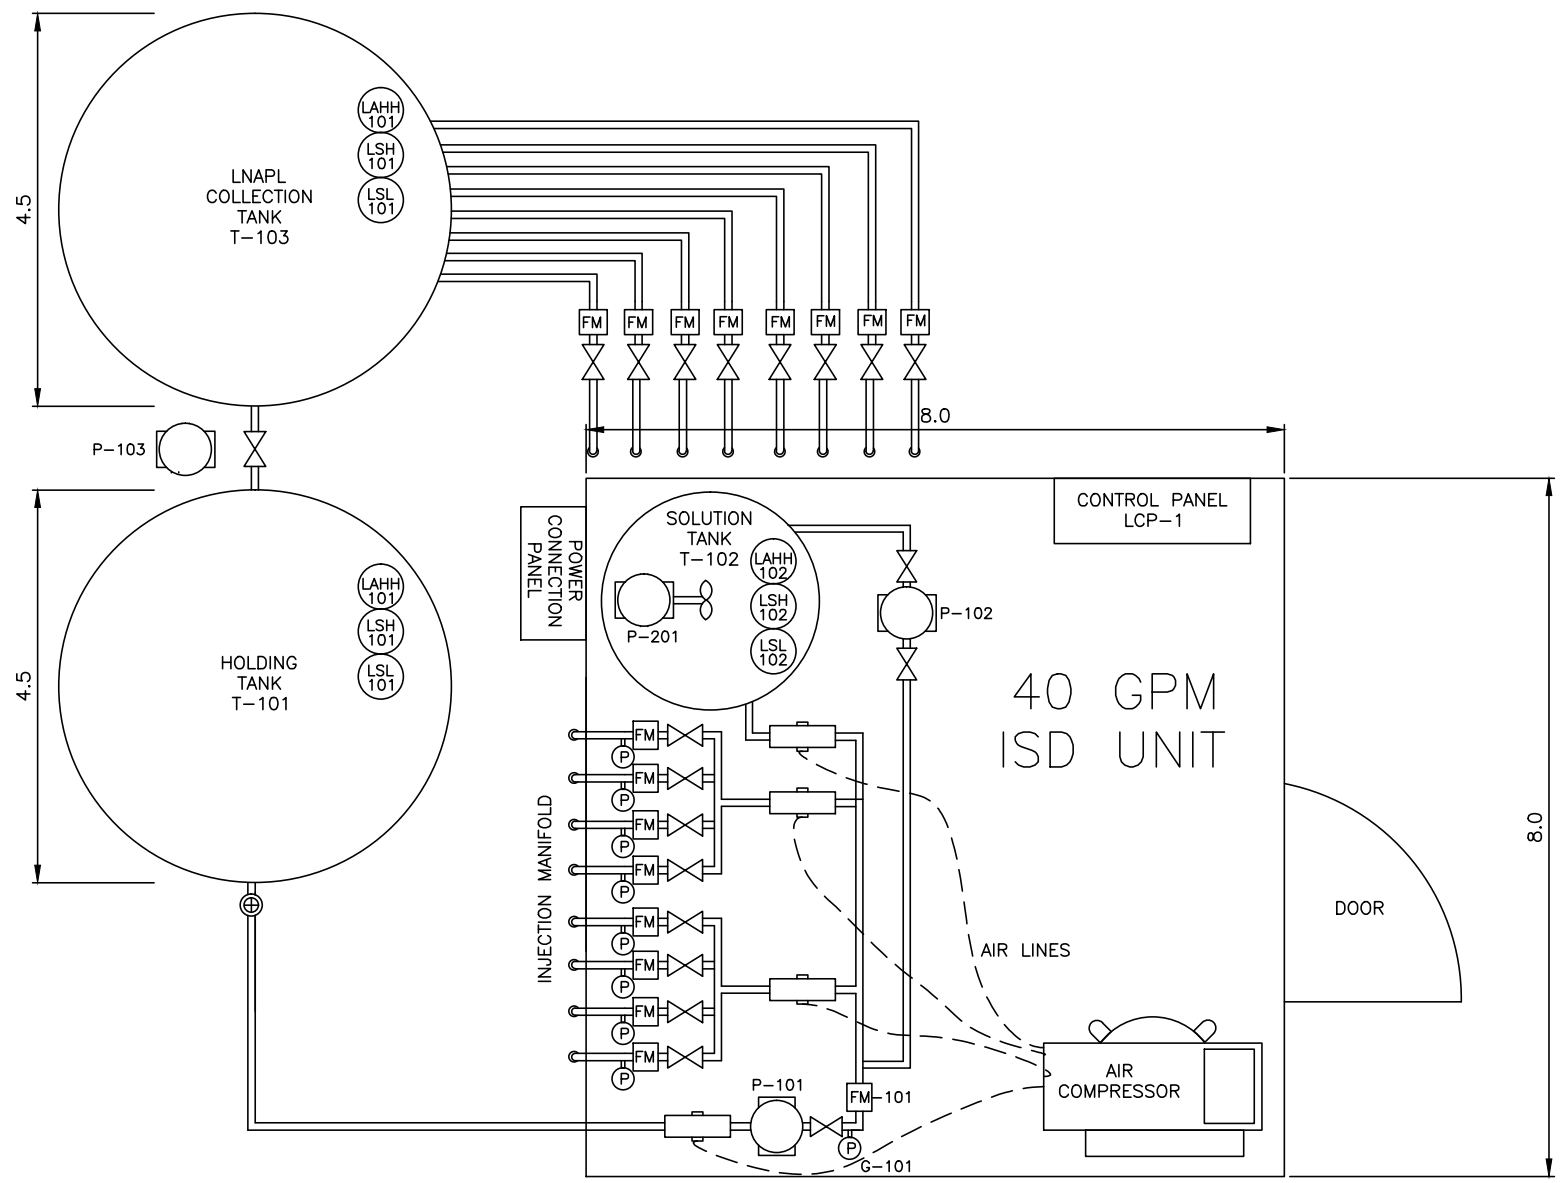 4.5
LAHH
101
LSH
101
LSL
101
LNAPL
COLLECTION
TANK
T-103
FM
FM
FM
FM
FM
FM
FM
FM
8.0
P-103
CONTROL PANEL
LCP-1
POWER
CONNECTION
PANEL
SOLUTION
TANK
T-102
LAHH
102
LSH
102
LSL
102
P-201
P-102
4.5
LAHH
101
LSH
101
LSL
101
HOLDING
TANK
T-101
40 GPM
ISD UNIT
INJECTION MANIFOLD
FM
P
FM
P
FM
P
FM
P
FM
P
FM
P
FM
P
FM
P
8.0
DOOR
AIR LINES
AIR
COMPRESSOR
P-101
FM-101
P
G-101